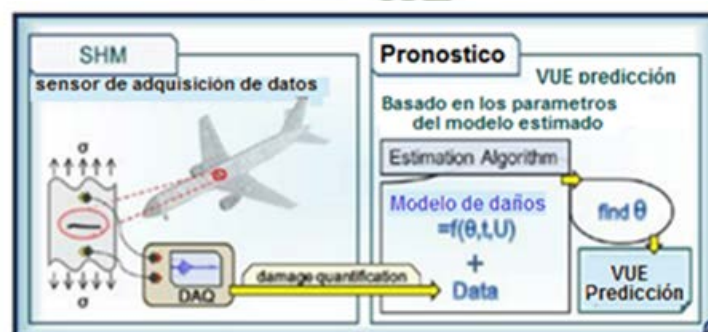 SHM
sensor de adquisición de datos
σ
σ
DAQ
damage quantification
Pronostico
VUE predicción
Basado en los parametros
del modelo estimado
Estimation Algorithm
Modelo de daños
=f(θ,t,U)
+
Data
find θ
VUE
Predicción